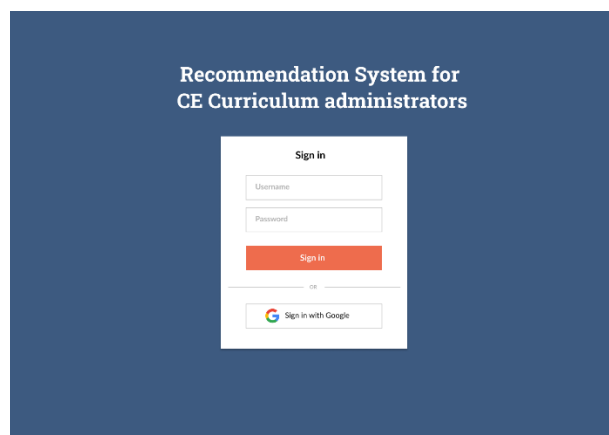 Recommendation System for
CE Curriculum administrators
Sign in
Username
Password
Sign in
OR
Sign in with Google